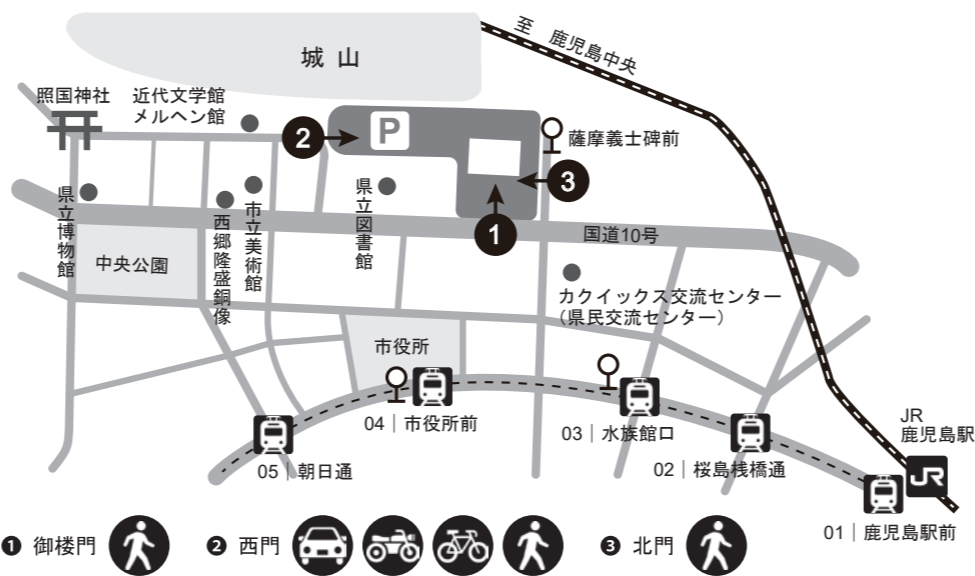 至 鹿児島中央
城山
照国神社
近代文学館
メルヘン館
2
P
薩摩義士碑前
3
1
県立博物館
西郷隆盛銅像
市立美術館
県立図書館
国道10号
中央公園
カクイックス交流センター
（県民交流センター）
市役所
04｜市役所前
03｜水族館口
02｜桜島桟橋通
05｜朝日通
JR
鹿児島駅
JR
01｜鹿児島駅前
❶ 御楼門
❷ 西門
❸ 北門